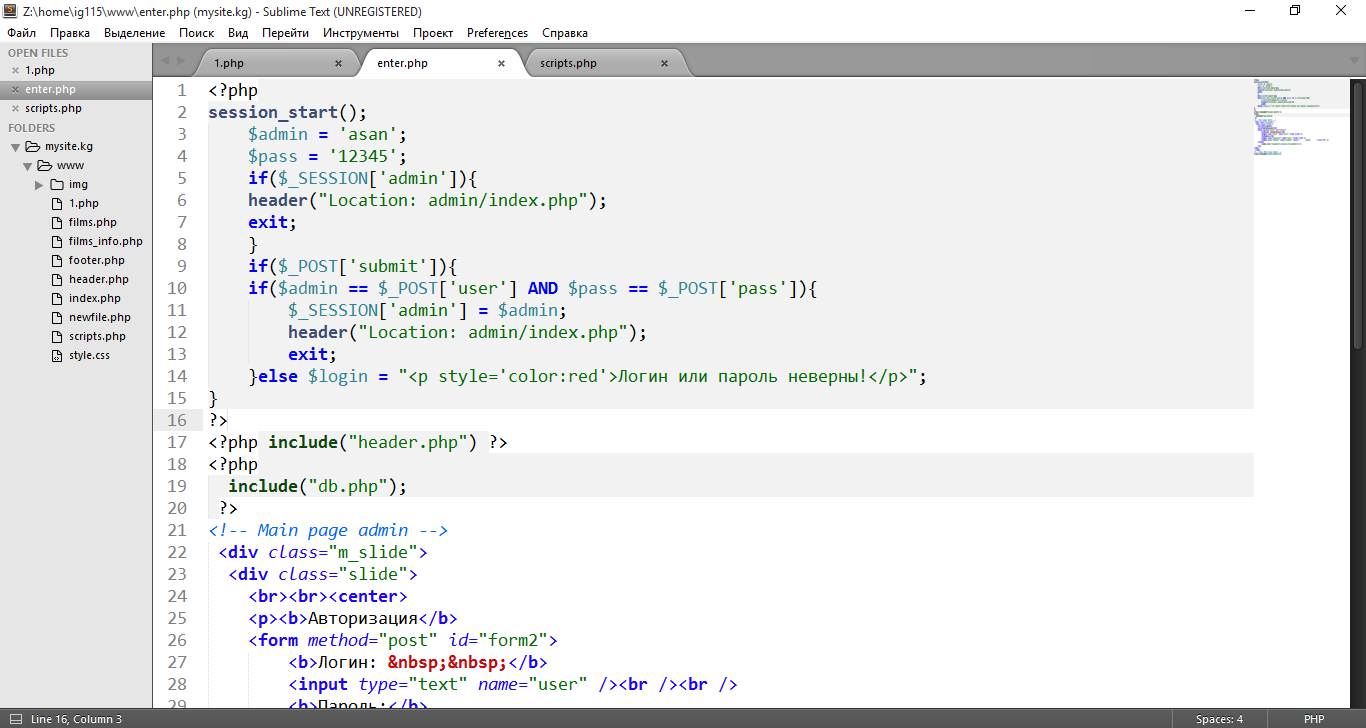 Z:\home\ig115\www\enter.php (mysite.kg) - Sublime Text (UNREGISTERED)
Файл Правка Выделение Поиск Вид Перейти Инструменты Проект Preferences Справка
OPEN FILES
1.php
enter.php
scripts.php
FOLDERS
mysite.kg
www
img
1.php
films.php
films_info.php
footer.php
header.php
index.php
newfile.php
scripts.php
style.css
1.php enter.php scripts.php
1 <?php
2 session_start();
3 $admin = 'asan';
4 $pass = '12345';
5 if($_SESSION['admin']){
6 header("Location: admin/index.php");
7 exit;
8 }
9 if($_POST['submit']){
10 if($admin == $_POST['user'] AND $pass == $_POST['pass']){
11 $_SESSION['admin'] = $admin;
12 header("Location: admin/index.php");
13 exit;
14 }else $login = "<p style='color:red'>Логин или пароль неверны!</p>";
15 }
16 ?>
17 <?php include("header.php") ?>
18 <?php
19 include("db.php");
20 ?>
21 <!-- Main page admin -->
22 <div class="m_slide">
23 <div class="slide">
24 <br><br><center>
25 <p><b>Авторизация</b>
26 <form method="post" id="form2">
27 <b>Логин: &nbsp;&nbsp;</b>
28 <input type="text" name="user" /><br /><br />
29 <b>Пароль:</b>
Line 16, Column 3 Spaces: 4 PHP